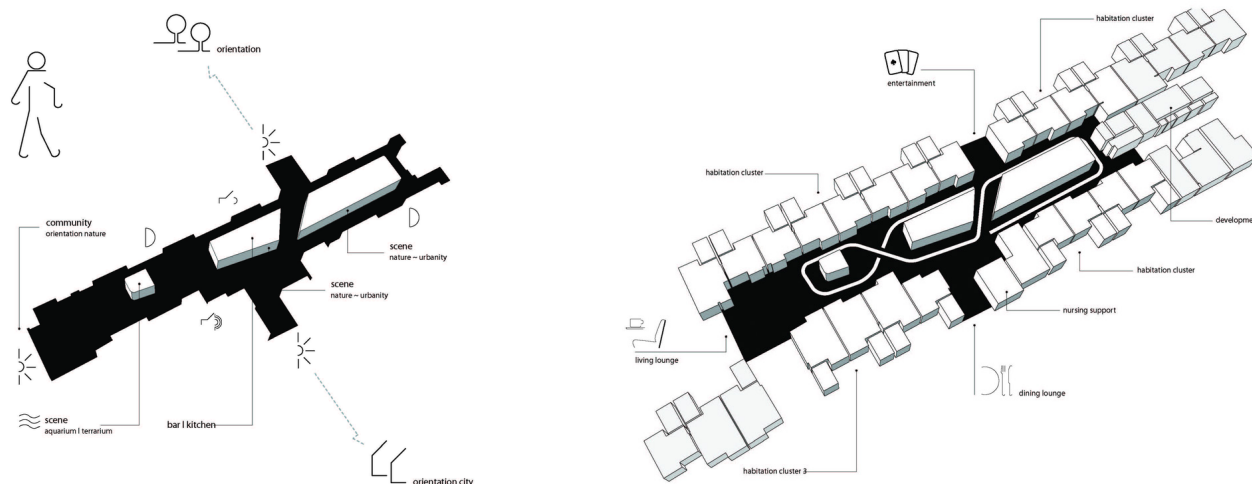 orientation
community
orientation nature
scene
nature – urbanity
scene
nature – urbanity
scene
aquarium l terrarium
bar l kitchen
orientation city
habitation cluster
entertainment
habitation cluster
developme
habitation cluster
nursing support
living lounge
dining lounge
habitation cluster 3